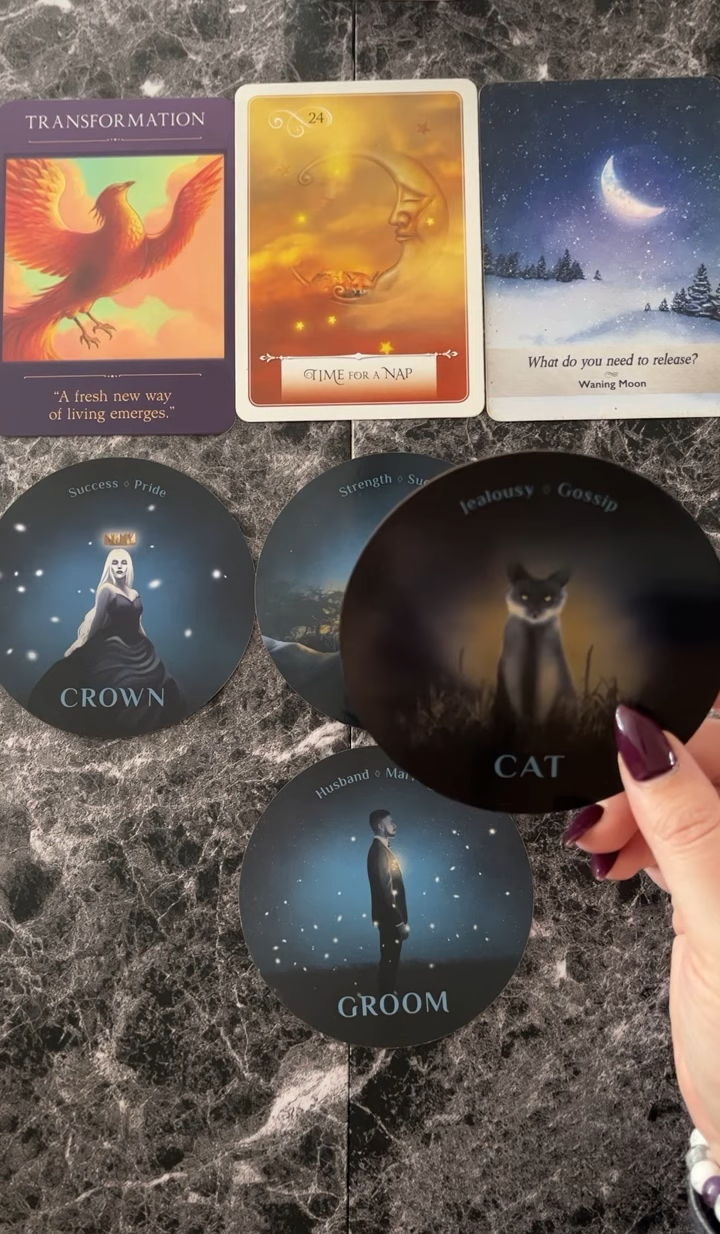 TRANSFORMATION
"A fresh new way
of living emerges."
24
TIME FOR A NAP
What do you need to release?
Waning Moon
Success ◊ Pride
CROWN
Strength ◊
Jealousy ◊ Gossip
CAT
Husband ◊
GROOM